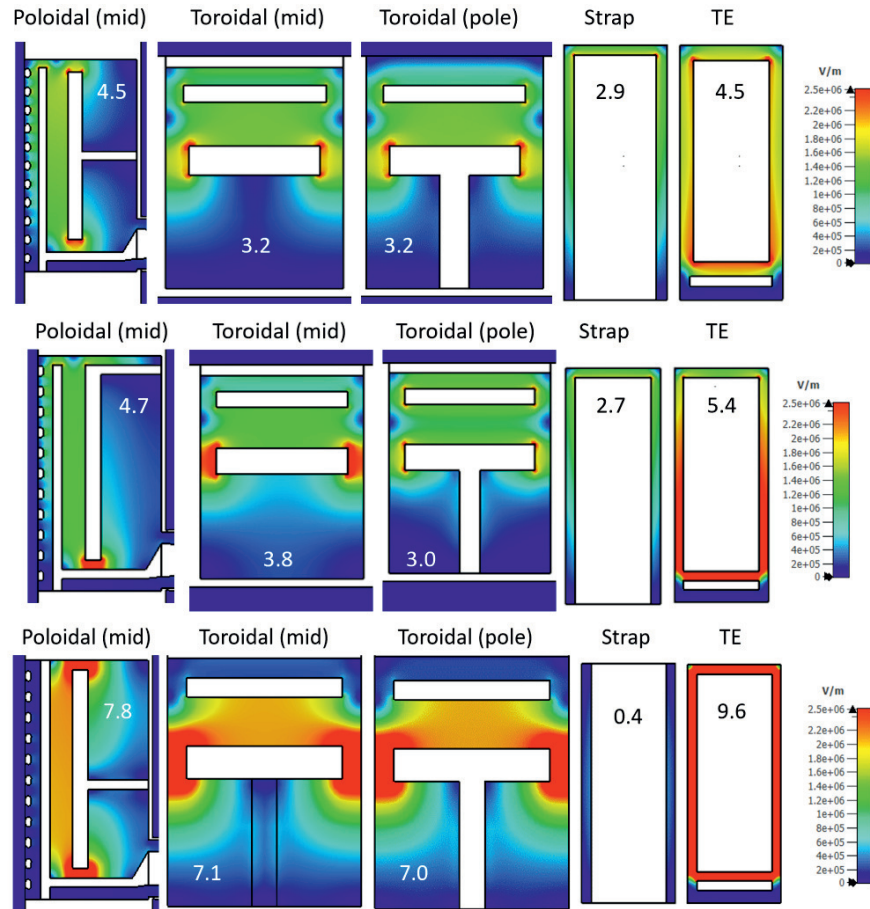 Poloidal (mid) Toroidal (mid) Toroidal (pole) Strap TE
4.5 3.2 3.2 2.9 4.5
V/m
2.5e+06
2.2e+06
2e+06
1.8e+06
1.6e+06
1.4e+06
1.2e+06
1e+06
8e+05
6e+05
4e+05
2e+05
0
Poloidal (mid) Toroidal (mid) Toroidal (pole) Strap TE
4.7 3.8 3.0 2.7 5.4
V/m
2.5e+06
2.2e+06
2e+06
1.8e+06
1.6e+06
1.4e+06
1.2e+06
1e+06
8e+05
6e+05
4e+05
2e+05
0
Poloidal (mid) Toroidal (mid) Toroidal (pole) Strap TE
7.8 7.1 7.0 0.4 9.6
V/m
2.5e+06
2.2e+06
2e+06
1.8e+06
1.6e+06
1.4e+06
1.2e+06
1e+06
8e+05
6e+05
4e+05
2e+05
0